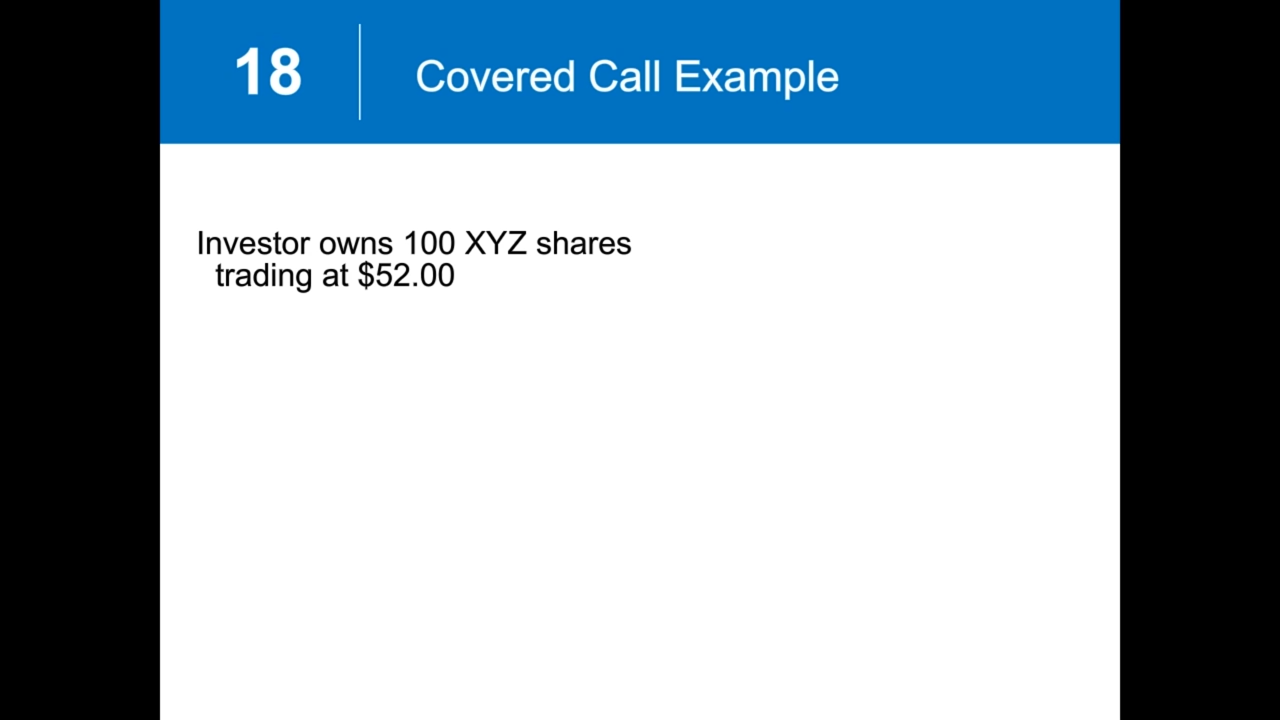 18
Covered Call Example
Investor owns 100 XYZ shares
trading at $52.00